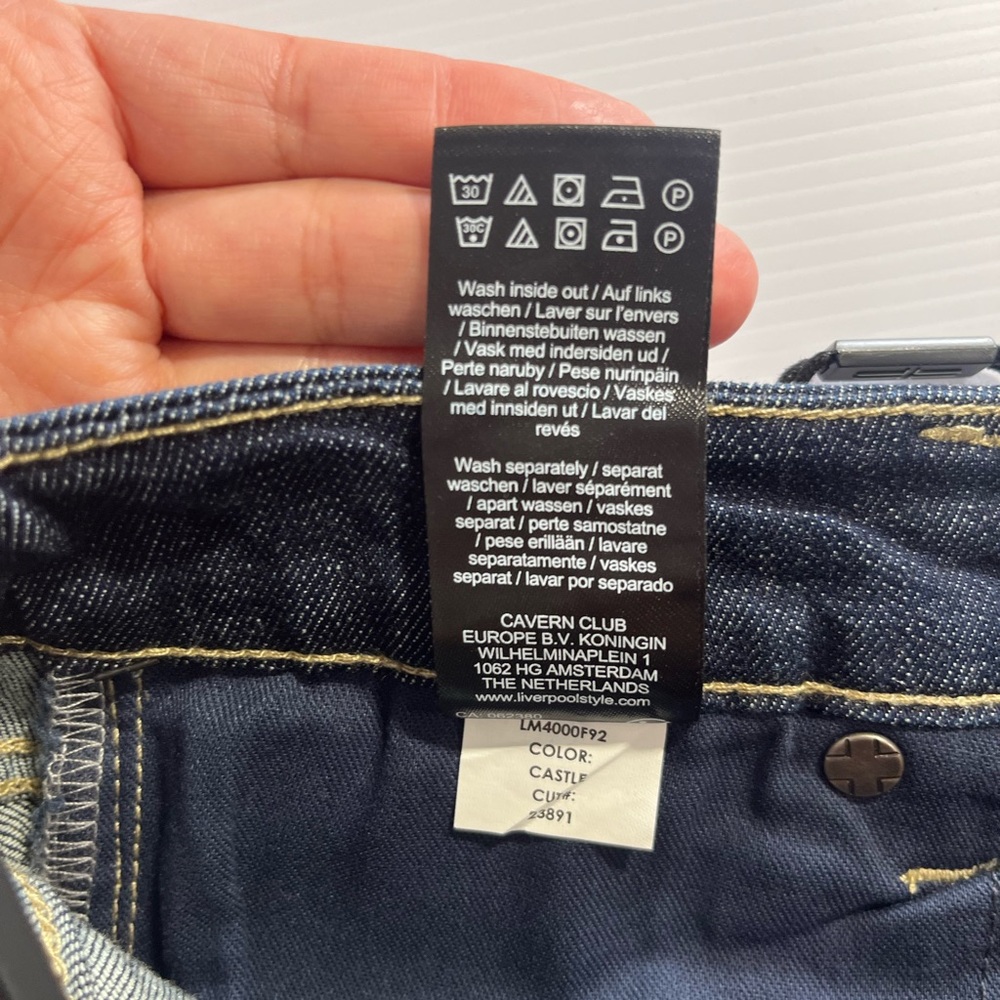 30 P
30C P
Wash inside out / Auf links
waschen / Laver sur l'envers
/ Binnenstebuiten wassen
/ Vask med indersiden ud /
Perte naruby / Pese nurinpäin
/ Lavare al rovescio / Vaskes
med innsiden ut / Lavar del
revés
Wash separately / separat
waschen / laver séparément
/ apart wassen / vaskes
separat / perte samostatne
/ pese erillään / lavare
separatamente / vaskes
separat / lavar por separado
CAVERN CLUB
EUROPE B.V. KONINGIN
WILHELMINAPLEIN 1
1062 HG AMSTERDAM
THE NETHERLANDS
www.liverpoolstyle.com
CA: 062380
LM4000F92
COLOR:
CASTLE
CUT#:
23891